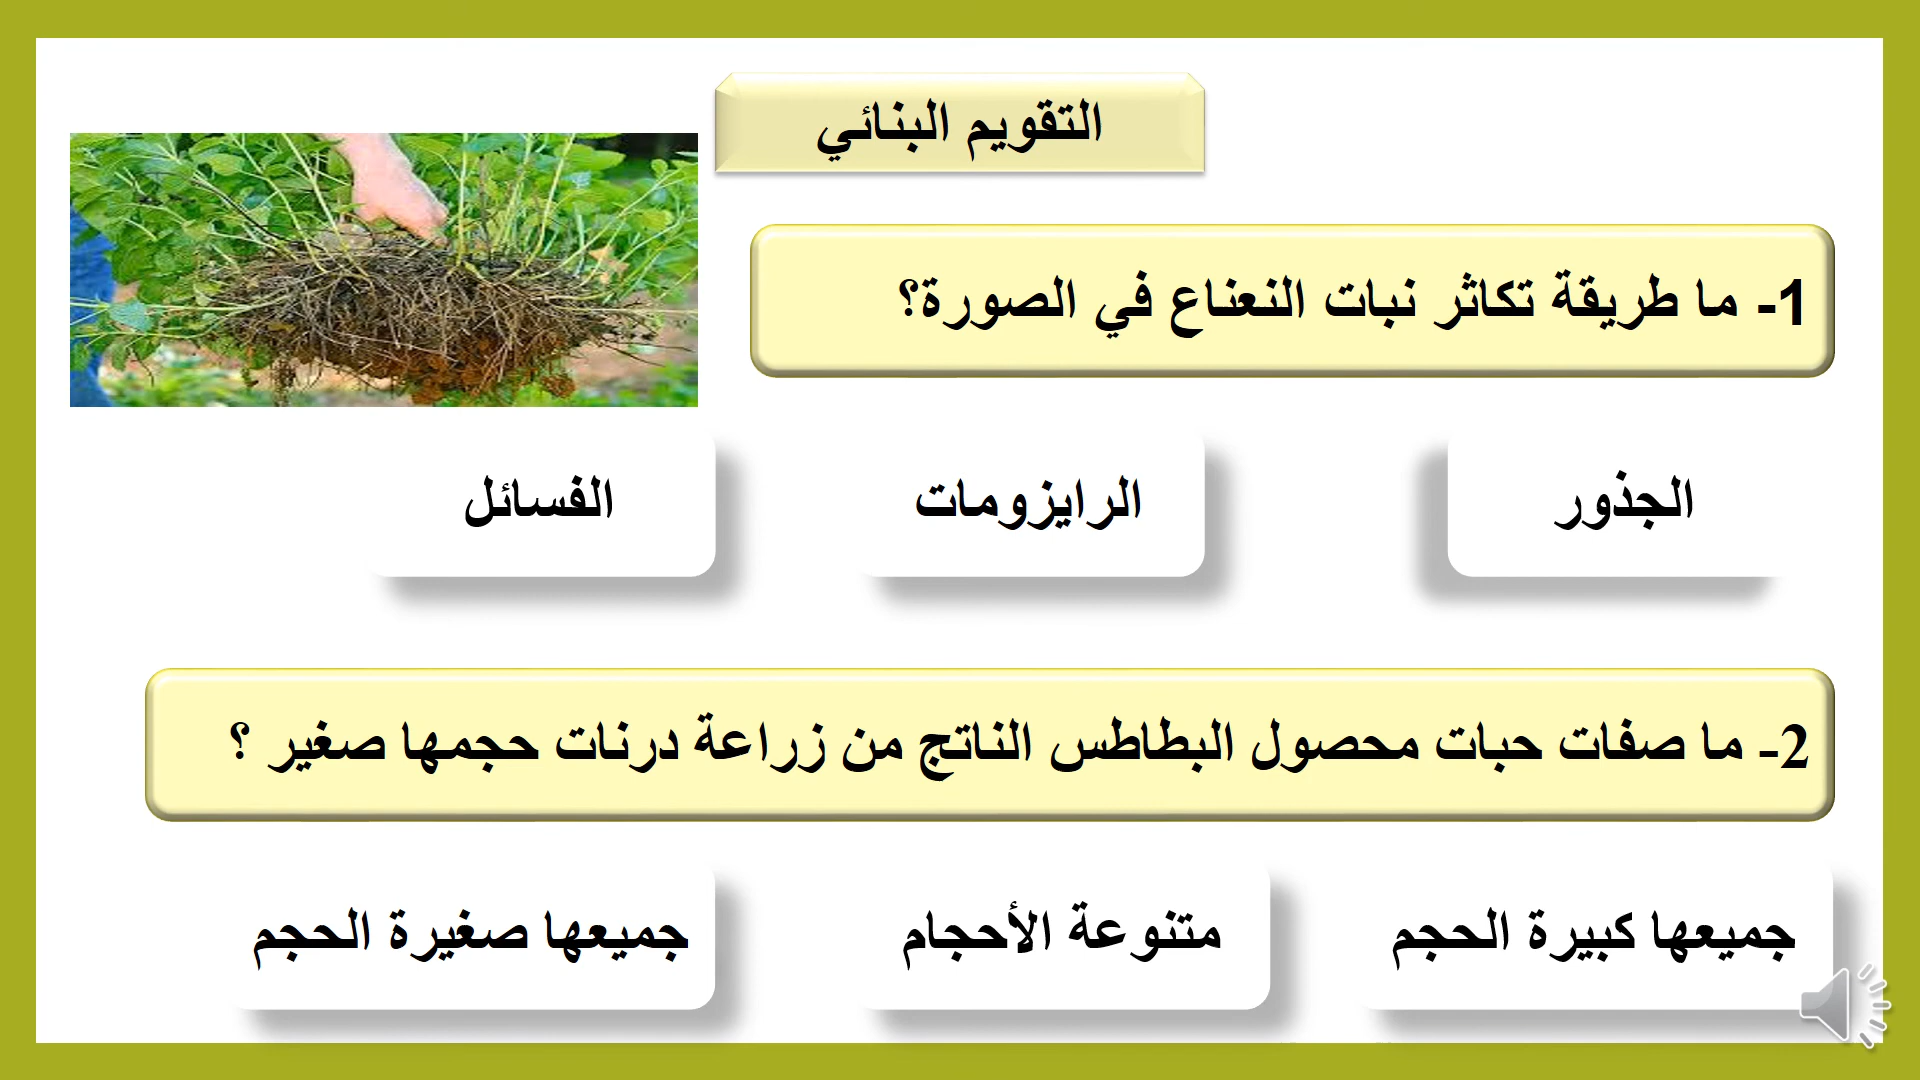 التقويم البنائي
1- ما طريقة تكاثر نبات النعناع في الصورة؟
الجذور
الرايزومات
الفسائل
2- ما صفات حبات محصول البطاطس الناتج من زراعة درنات حجمها صغير ؟
جميعها كبيرة الحجم
متنوعة الأحجام
جميعها صغيرة الحجم